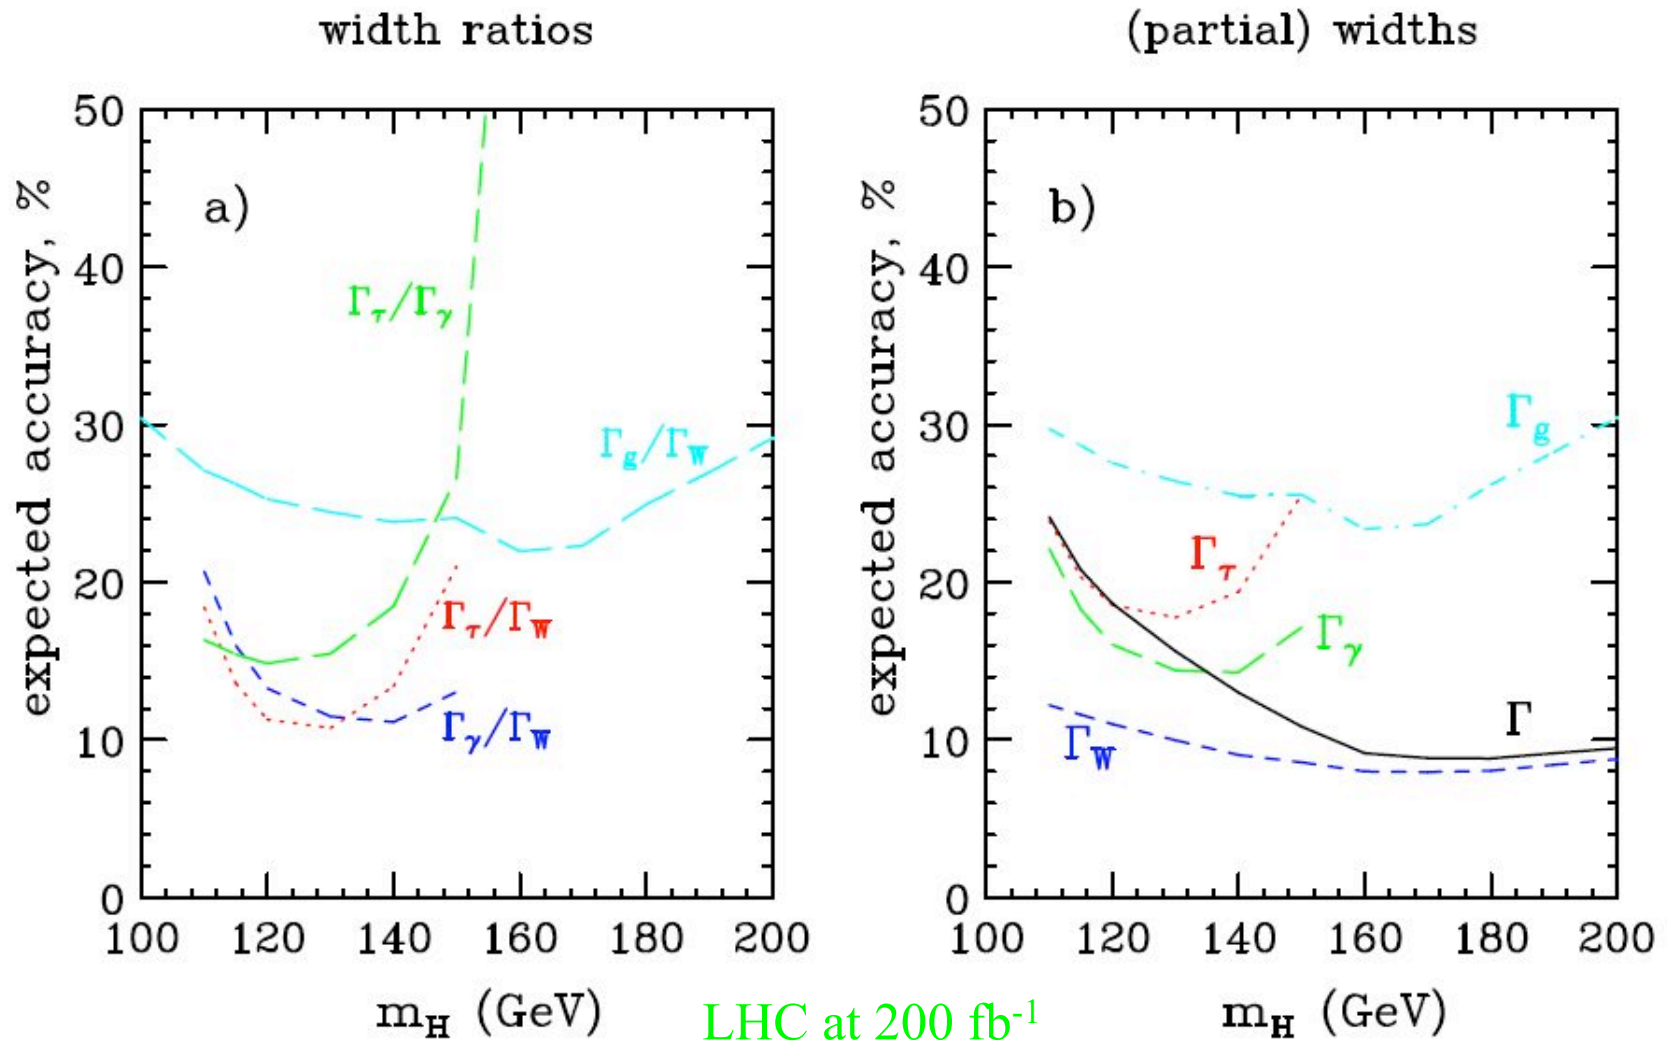 width ratios
(partial) widths
50
40
30
20
10
0
expected accuracy, %
a)
Γτ/Γγ
Γg/ΓW
Γτ/ΓW
Γγ/ΓW
100 120 140 160 180 200
mH (GeV)
50
40
30
20
10
0
expected accuracy, %
b)
Γg
Γτ
Γγ
Γ
ΓW
100 120 140 160 180 200
mH (GeV)
LHC at 200 fb-1